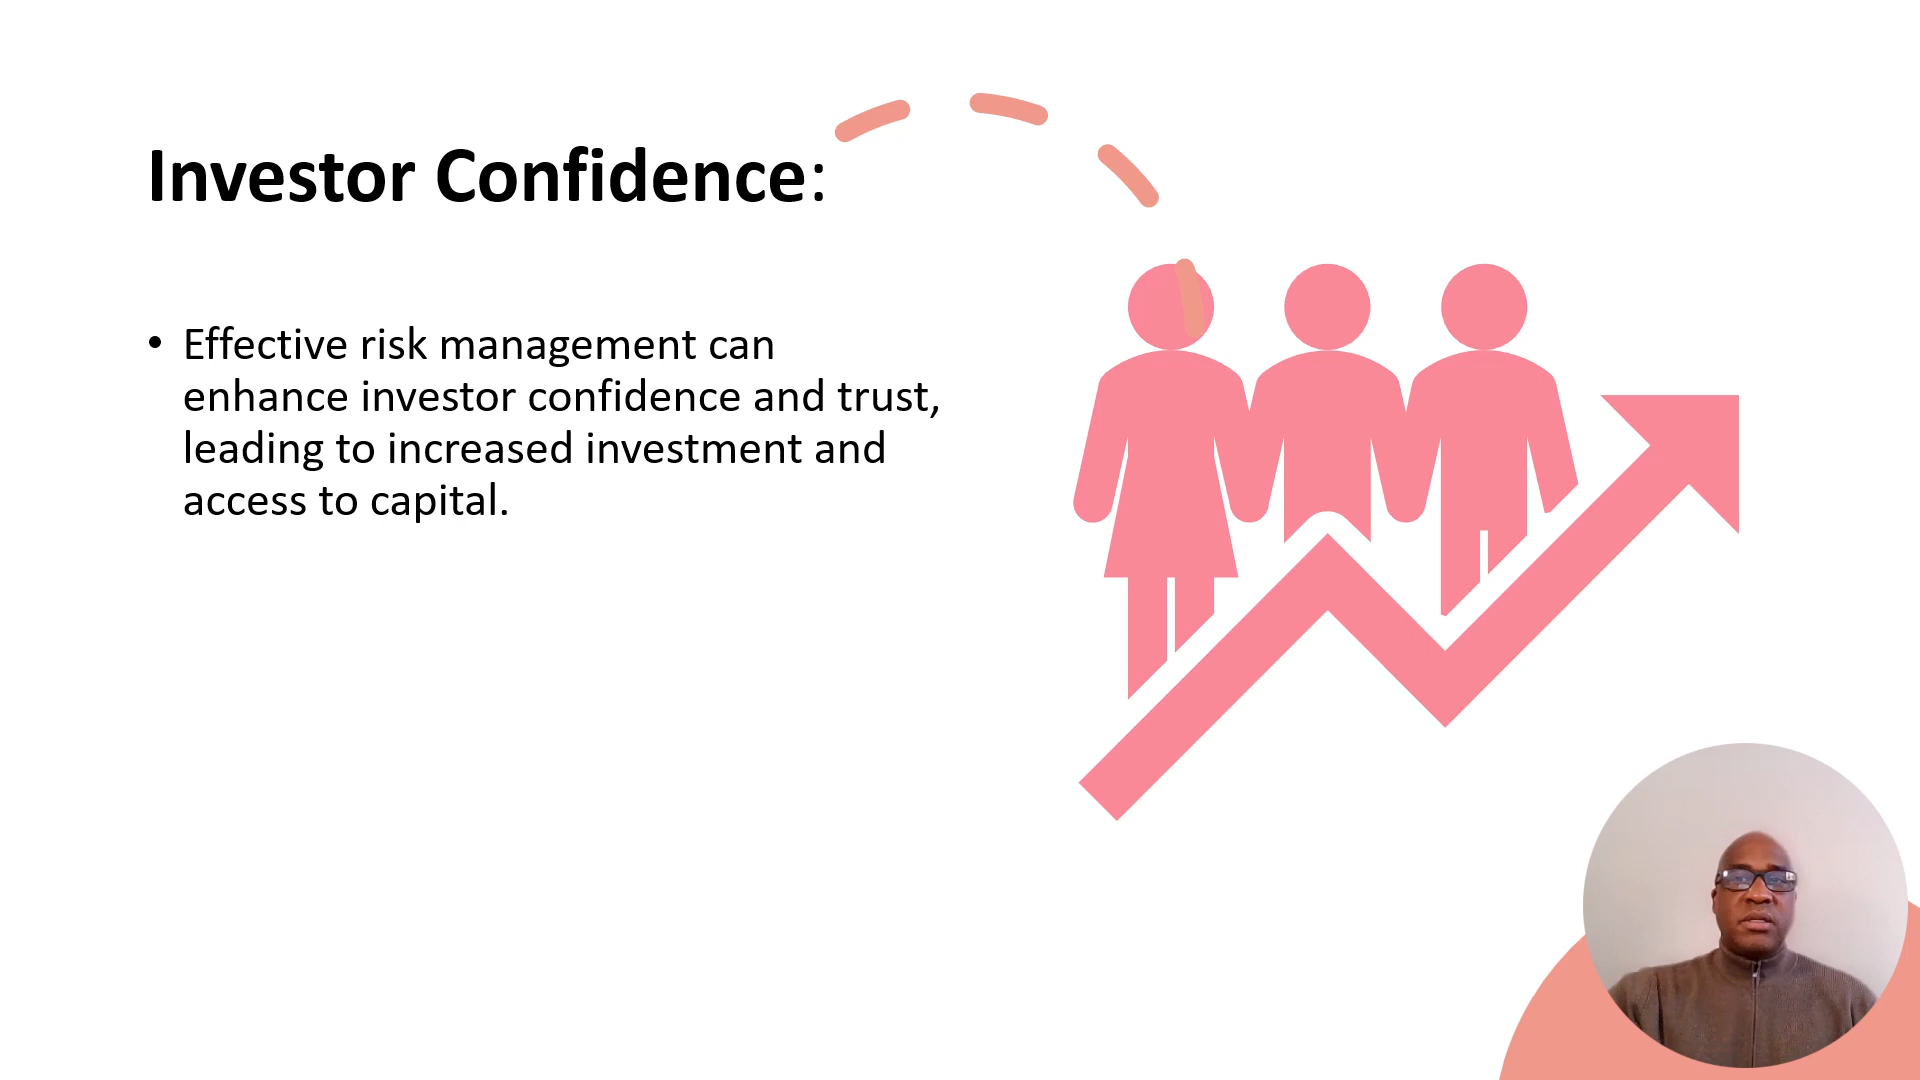 Investor Confidence:
• Effective risk management can
enhance investor confidence and trust,
leading to increased investment and
access to capital.